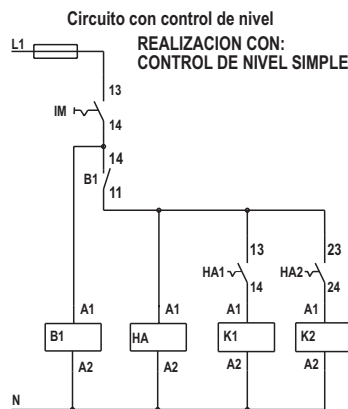 Circuito con control de nivel
L1
REALIZACION CON:
CONTROL DE NIVEL SIMPLE
13
IM
14
14
B1
11
13
23
HA1
HA2
14
24
A1
A1
A1
A1
B1
HA
K1
K2
A2
A2
A2
A2
N